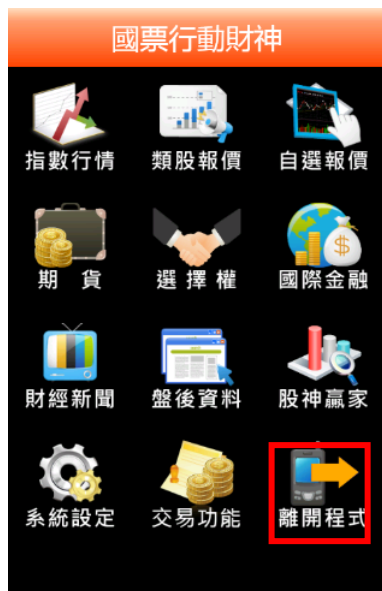 國票行動財神
指數行情 類股報價 自選報價
期 貨 選 擇 權 國際金融
財經新聞 盤後資料 股神贏家
系統設定 交易功能 離開程式